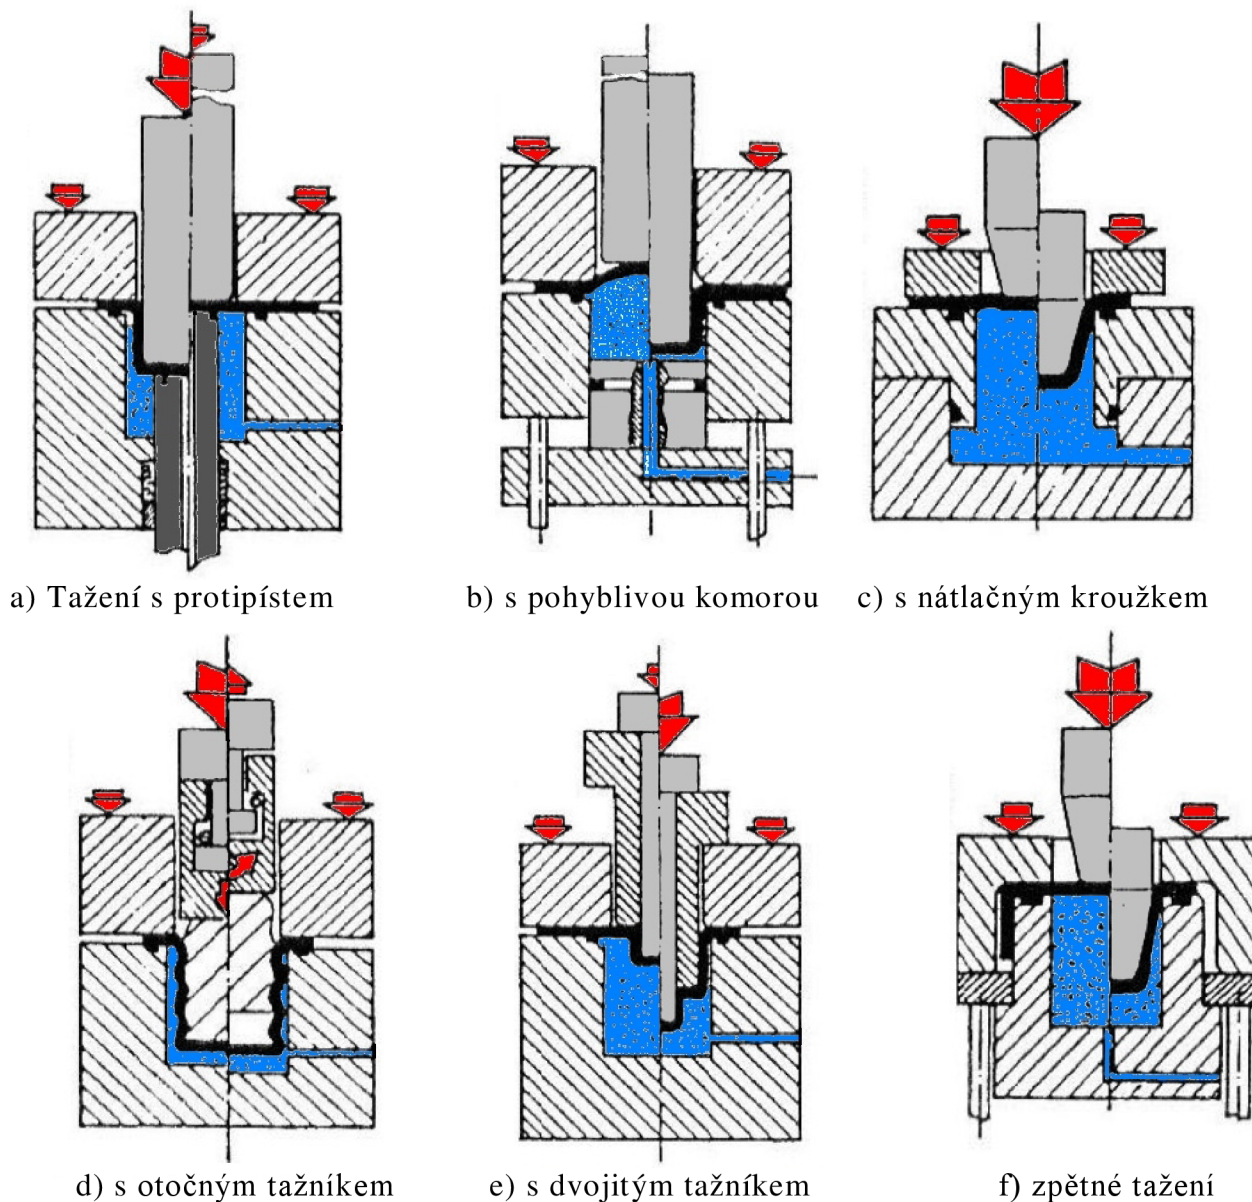 a) Tažení s protipístem
b) s pohyblivou komorou
c) s nátlačným kroužkem
d) s otočným tažníkem
e) s dvojitým tažníkem
f) zpětné tažení